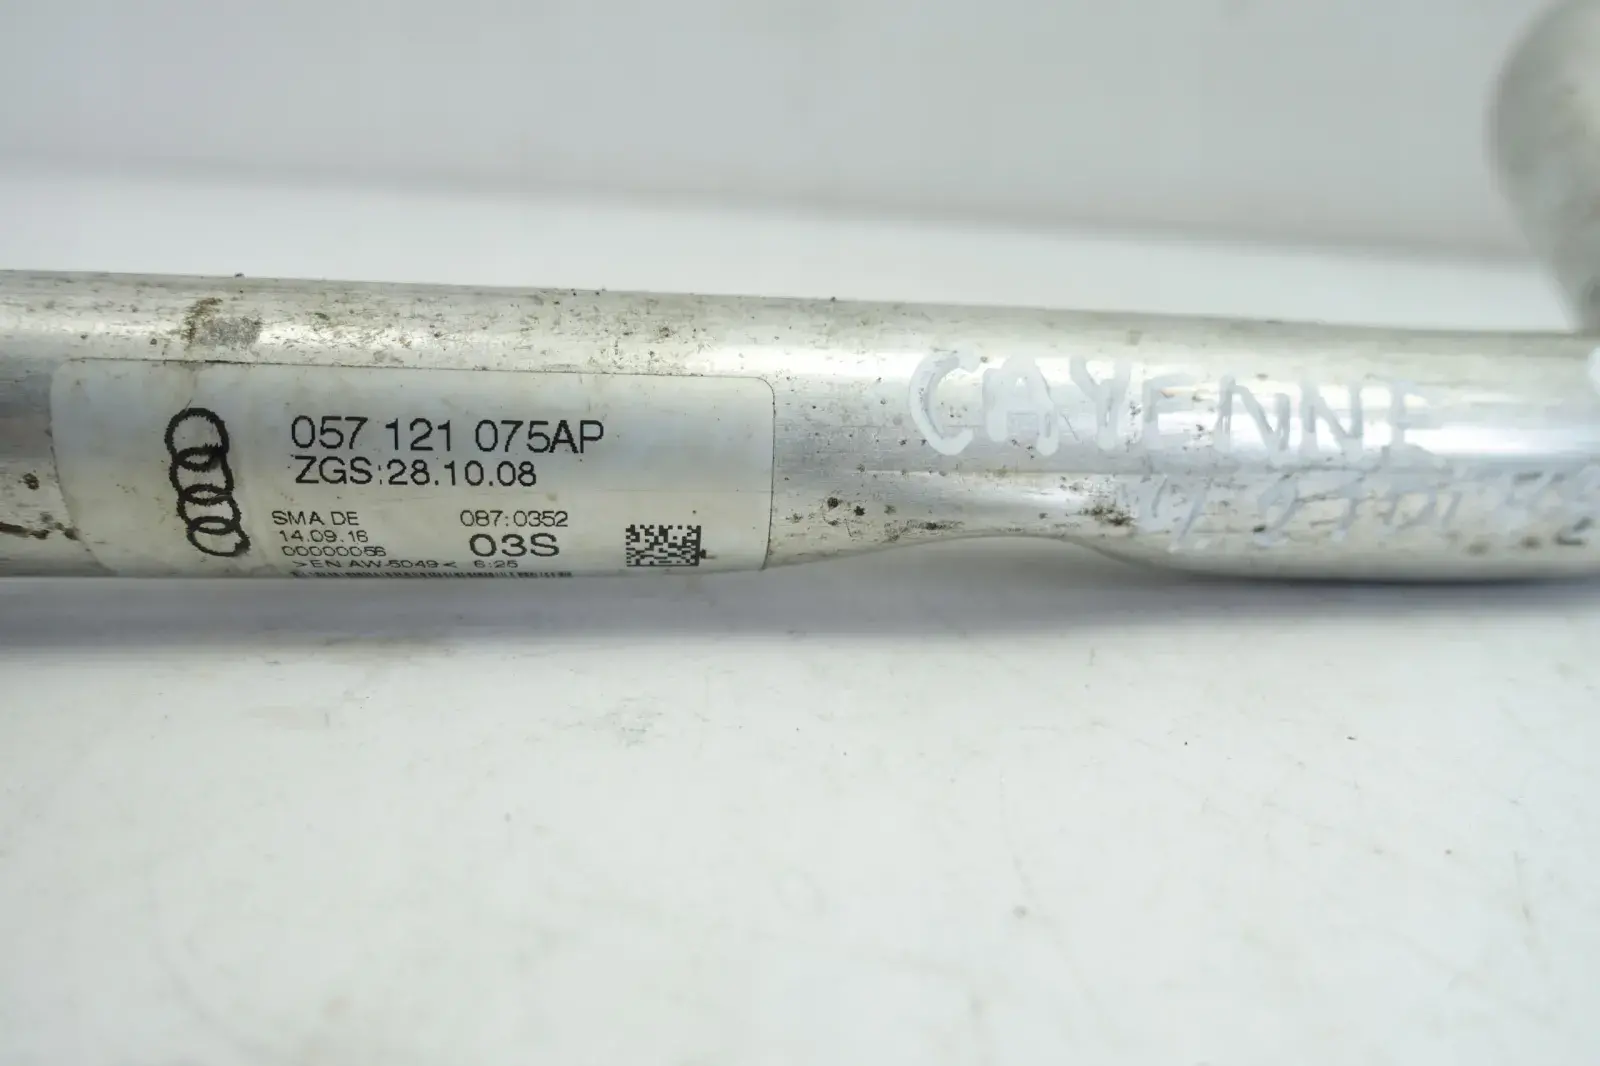 057 121 075AP
ZGS:28.10.08
SMA DE 087:0352
14.09.16 03S
00000056
>EN AW-5049< 6:25
CAYENNE